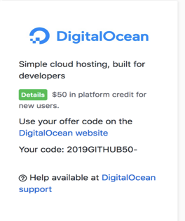 DigitalOcean
Simple cloud hosting, built for
developers
Details $50 in platform credit for
new users.
Use your offer code on the
DigitalOcean website
Your code: 2019GITHUB50-
Help available at DigitalOcean
support